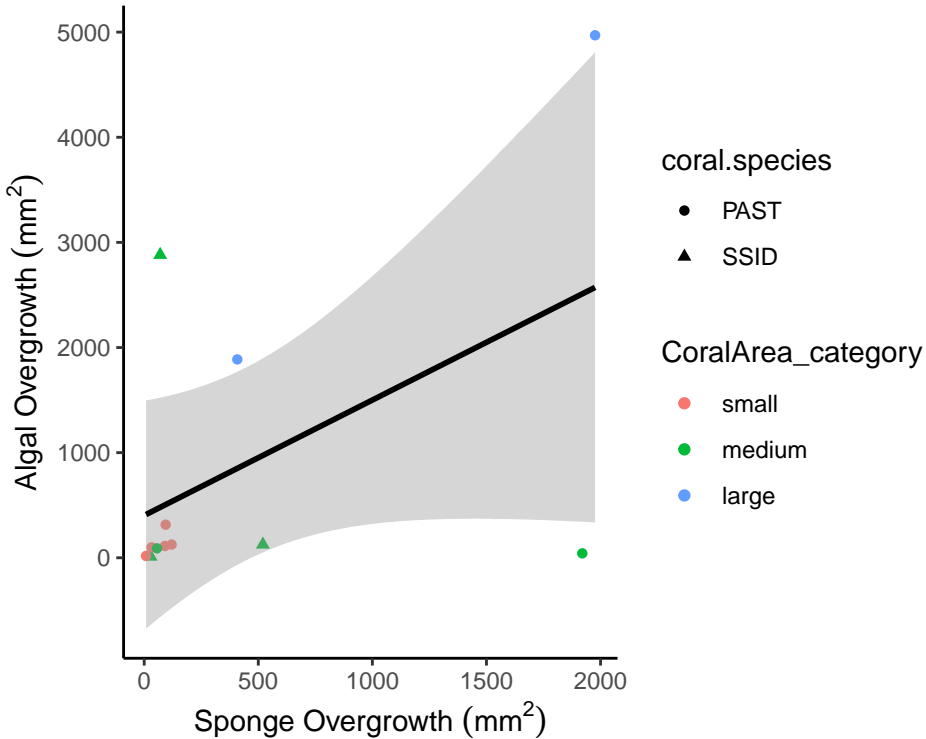 5000
4000
3000
2000
1000
0
Algal Overgrowth (mm²)
0 500 1000 1500 2000
Sponge Overgrowth (mm²)
coral.species
PAST
SSID
CoralArea_category
small
medium
large